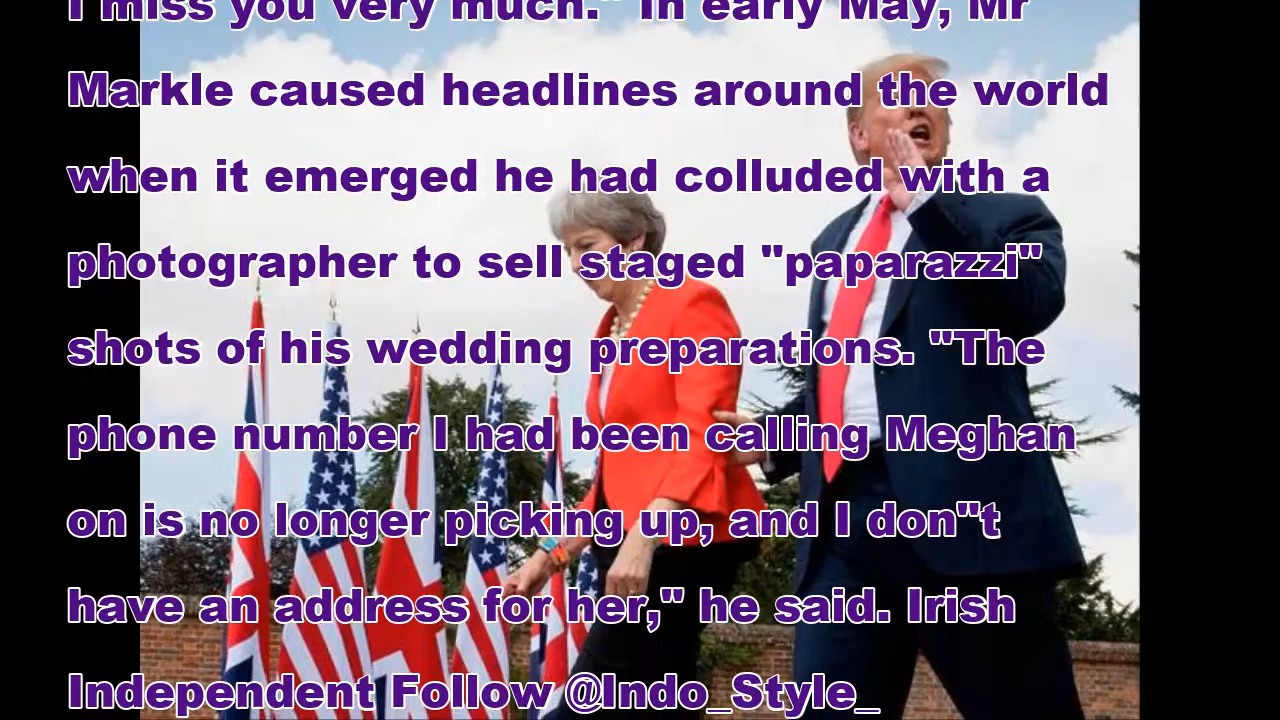 I miss you very much." In early May, Mr
Markle caused headlines around the world
when it emerged he had colluded with a
photographer to sell staged "paparazzi"
shots of his wedding preparations. "The
phone number I had been calling Meghan
on is no longer picking up, and I don"t
have an address for her," he said. Irish
Independent Follow @Indo_Style_